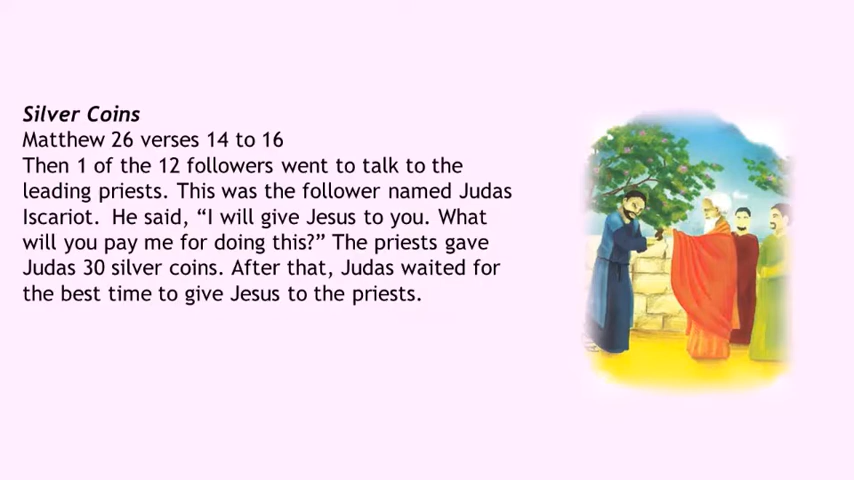 Silver Coins
Matthew 26 verses 14 to 16
Then 1 of the 12 followers went to talk to the
leading priests. This was the follower named Judas
Iscariot.  He said, “I will give Jesus to you. What
will you pay me for doing this?” The priests gave
Judas 30 silver coins. After that, Judas waited for
the best time to give Jesus to the priests.